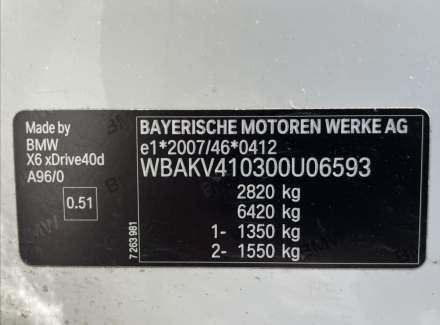 Made by
BMW
X6 xDrive40d
A96/0
0.51
7 263 981
BAYERISCHE MOTOREN WERKE AG
e1*2007/46*0412
WBAKV410300U06593
2820 kg
6420 kg
1- 1350 kg
2- 1550 kg